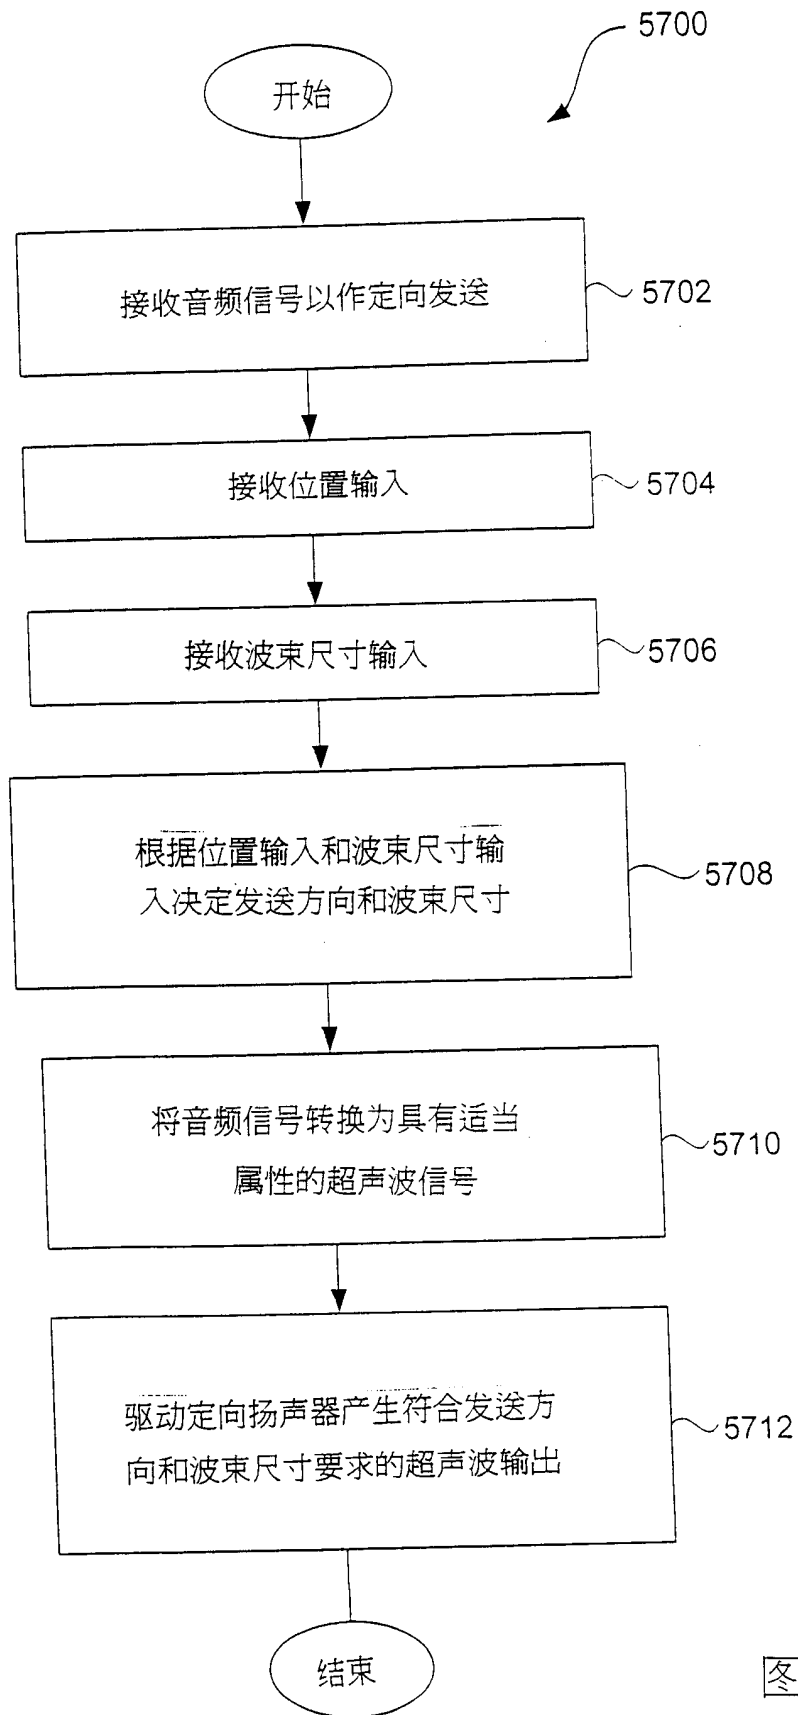 5700
开始
接收音频信号以作定向发送
5702
接收位置输入
5704
接收波束尺寸输入
5706
根据位置输入和波束尺寸输
入决定发送方向和波束尺寸
5708
将音频信号转换为具有适当
属性的超声波信号
5710
驱动定向扬声器产生符合发送方
向和波束尺寸要求的超声波输出
5712
结束
图